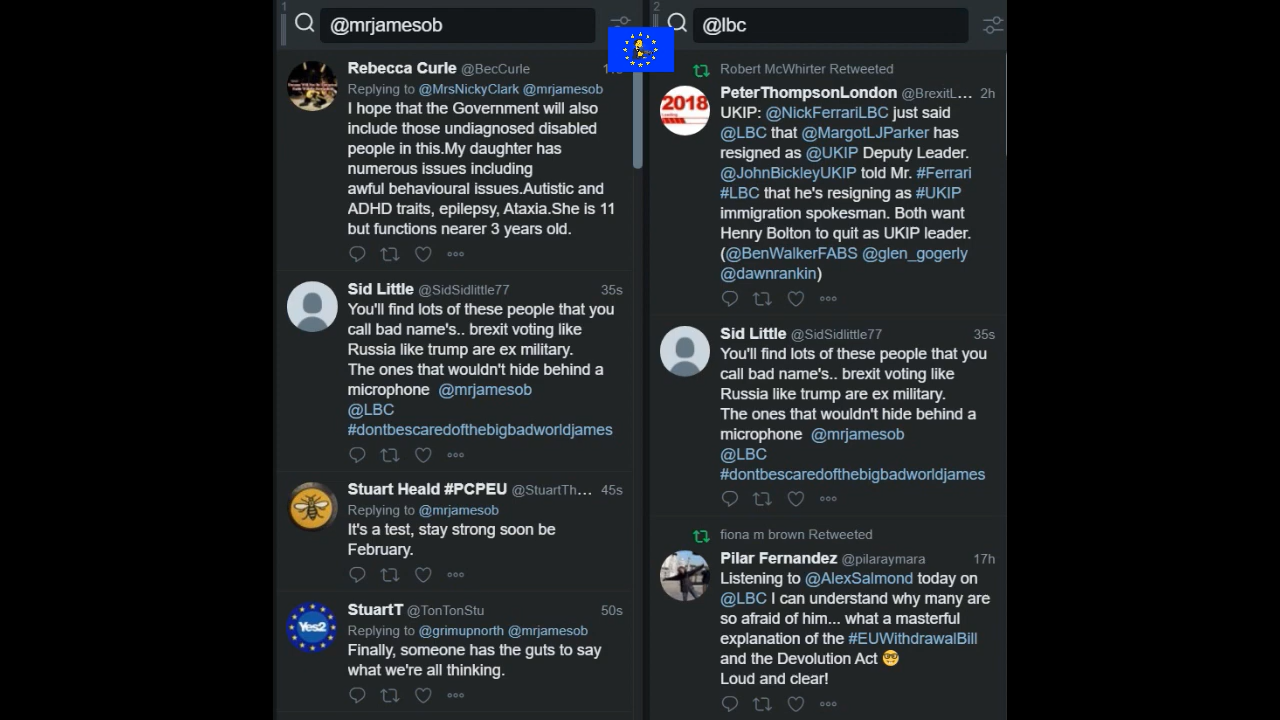 1
@mrjamesob
Rebecca Curle @BecCurle
Replying to @MrsNickyClark @mrjamesob
I hope that the Government will also
include those undiagnosed disabled
people in this.My daughter has
numerous issues including
awful behavioural issues.Autistic and
ADHD traits, epilepsy, Ataxia.She is 11
but functions nearer 3 years old.
Sid Little @SidSidlittle77 35s
You'll find lots of these people that you
call bad name's.. brexit voting like
Russia like trump are ex military.
The ones that wouldn't hide behind a
microphone @mrjamesob
@LBC
#dontbescaredofthebigbadworldjames
Stuart Heald #PCPEU @StuartTh... 45s
Replying to @mrjamesob
It's a test, stay strong soon be
February.
StuartT @TonTonStu 50s
Yes2
Replying to @grimupnorth @mrjamesob
Finally, someone has the guts to say
what we're all thinking.
2
@lbc
Robert McWhirter Retweeted
2018
Loading
PeterThompsonLondon @BrexitL... 2h
UKIP: @NickFerrariLBC just said
@LBC that @MargotLJParker has
resigned as @UKIP Deputy Leader.
@JohnBickleyUKIP told Mr. #Ferrari
#LBC that he's resigning as #UKIP
immigration spokesman. Both want
Henry Bolton to quit as UKIP leader.
(@BenWalkerFABS @glen_gogerly
@dawnrankin)
Sid Little @SidSidlittle77 35s
You'll find lots of these people that you
call bad name's.. brexit voting like
Russia like trump are ex military.
The ones that wouldn't hide behind a
microphone @mrjamesob
@LBC
#dontbescaredofthebigbadworldjames
fiona m brown Retweeted
Pilar Fernandez @pilaraymara 17h
Listening to @AlexSalmond today on
@LBC I can understand why many are
so afraid of him... what a masterful
explanation of the #EUWithdrawalBill
and the Devolution Act 🤓
Loud and clear!